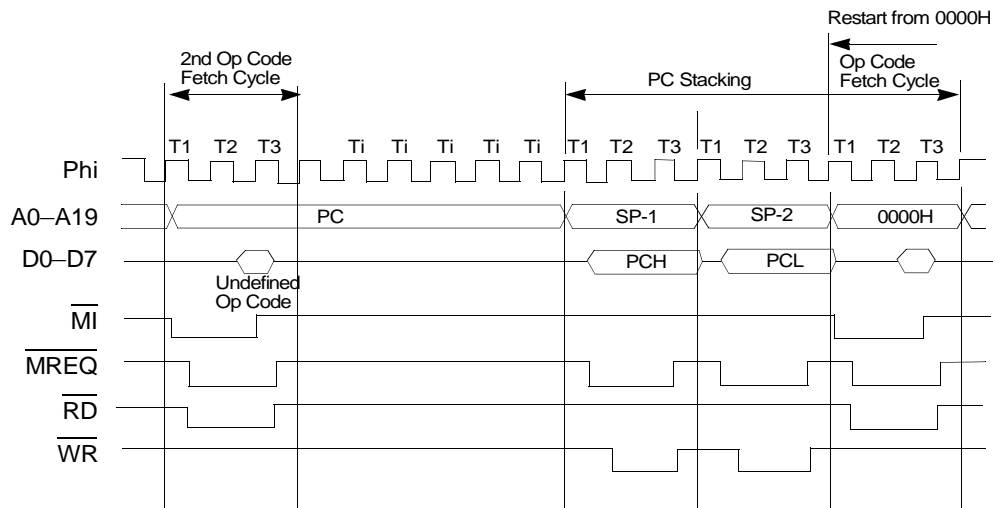 Restart from 0000H
2nd Op Code
Fetch Cycle
PC Stacking
Op Code
Fetch Cycle
T1 T2 T3 Ti Ti Ti Ti Ti T1 T2 T3 T1 T2 T3 T1 T2 T3
Phi
A0–A19 PC SP-1 SP-2 0000H
D0–D7 PCH PCL
Undefined
Op Code
MI
MREQ
RD
WR